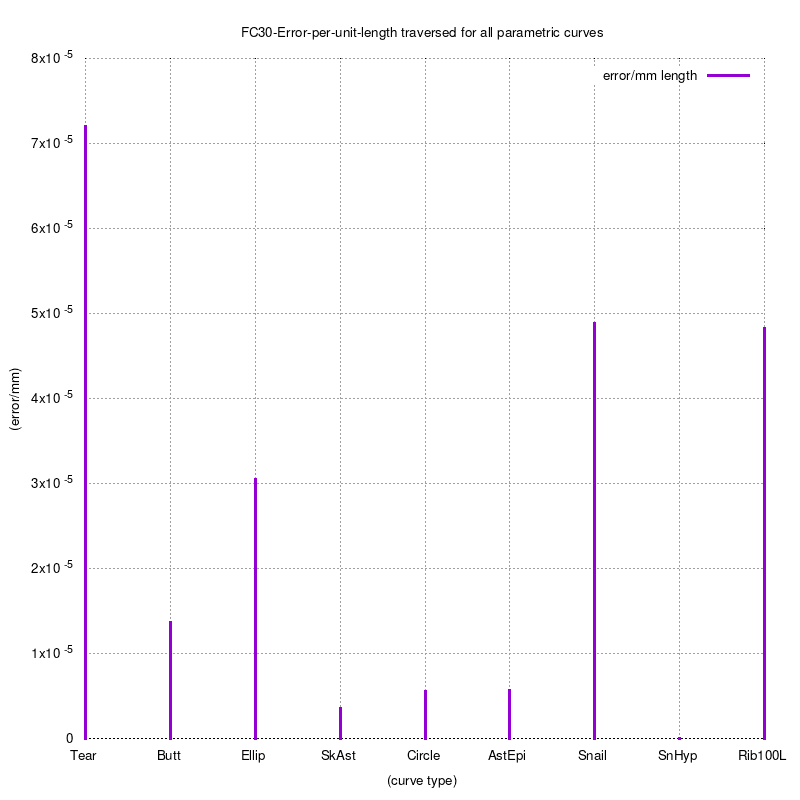 FC30-Error-per-unit-length traversed for all parametric curves
error/mm length
8x10 -5
7x10 -5
6x10 -5
5x10 -5
4x10 -5
3x10 -5
2x10 -5
1x10 -5
0
(error/mm)
Tear Butt Ellip SkAst Circle AstEpi Snail SnHyp Rib100L
(curve type)